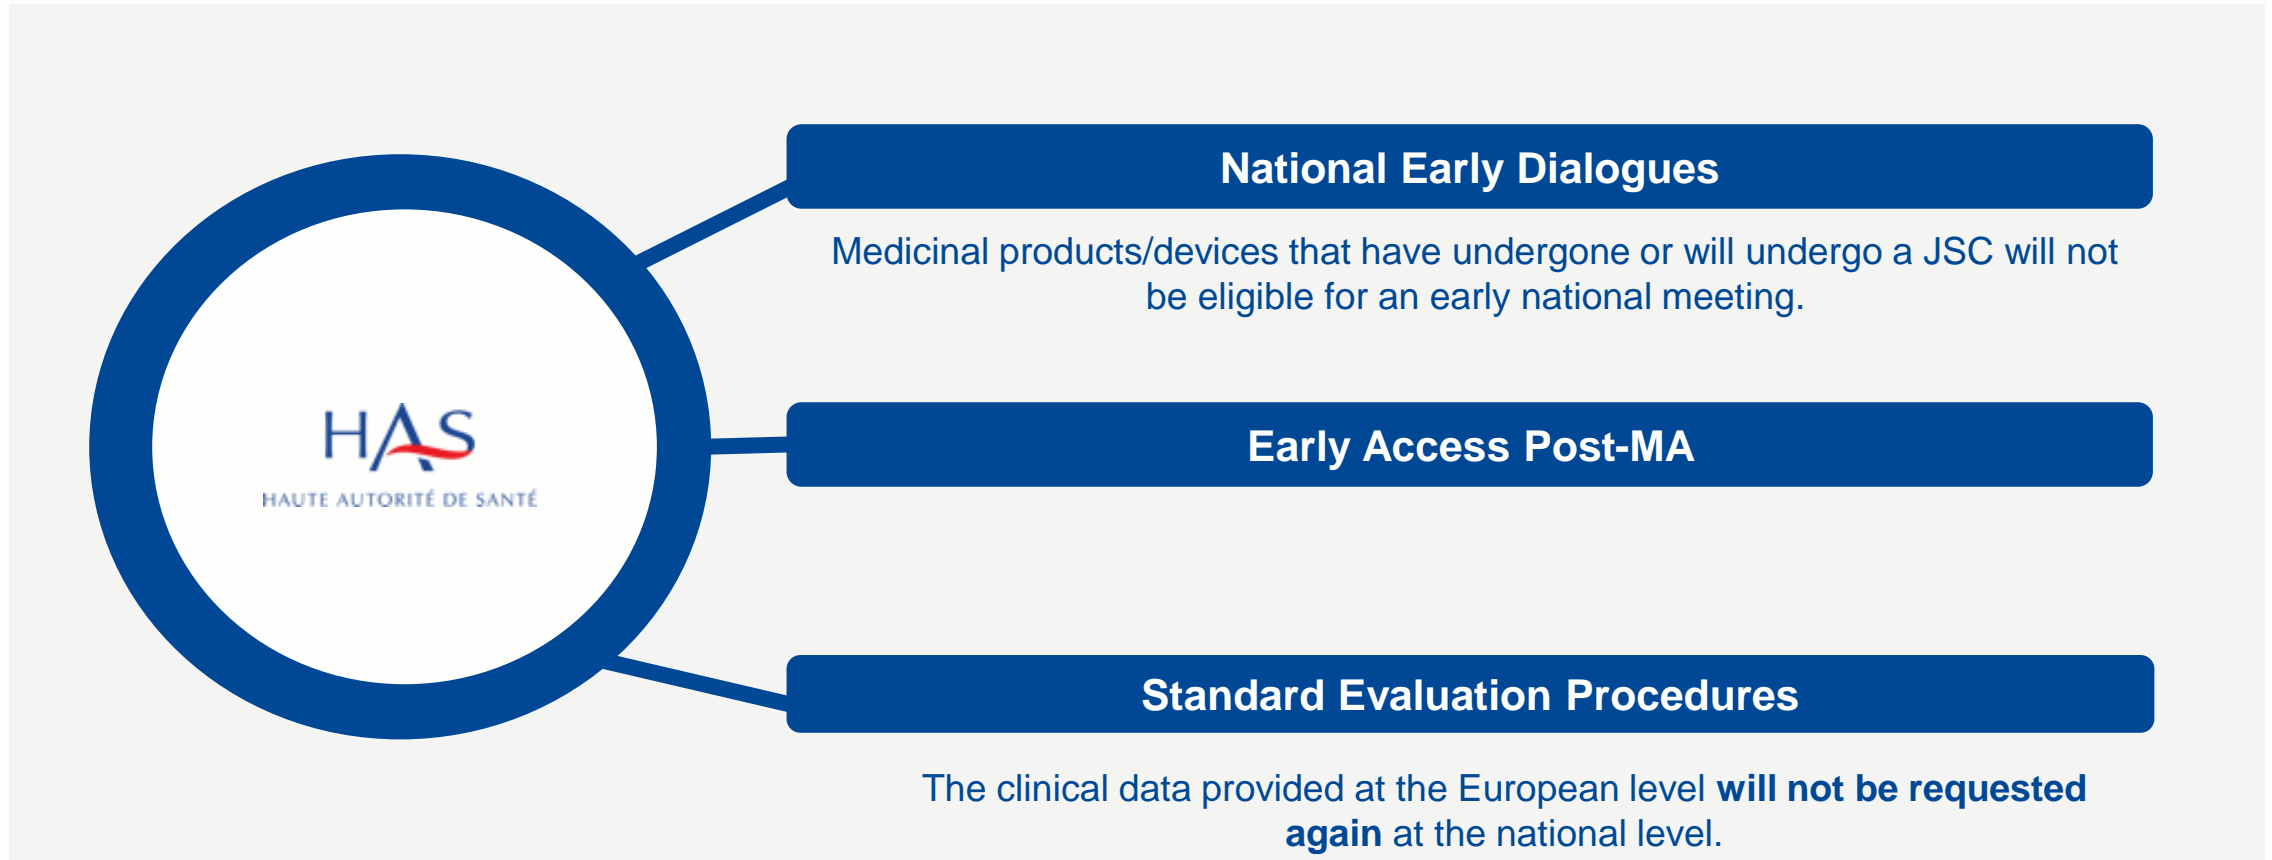 HAS
HAUTE AUTORITÉ DE SANTÉ
National Early Dialogues
Medicinal products/devices that have undergone or will undergo a JSC will not
be eligible for an early national meeting.
Early Access Post-MA
Standard Evaluation Procedures
The clinical data provided at the European level will not be requested
again at the national level.